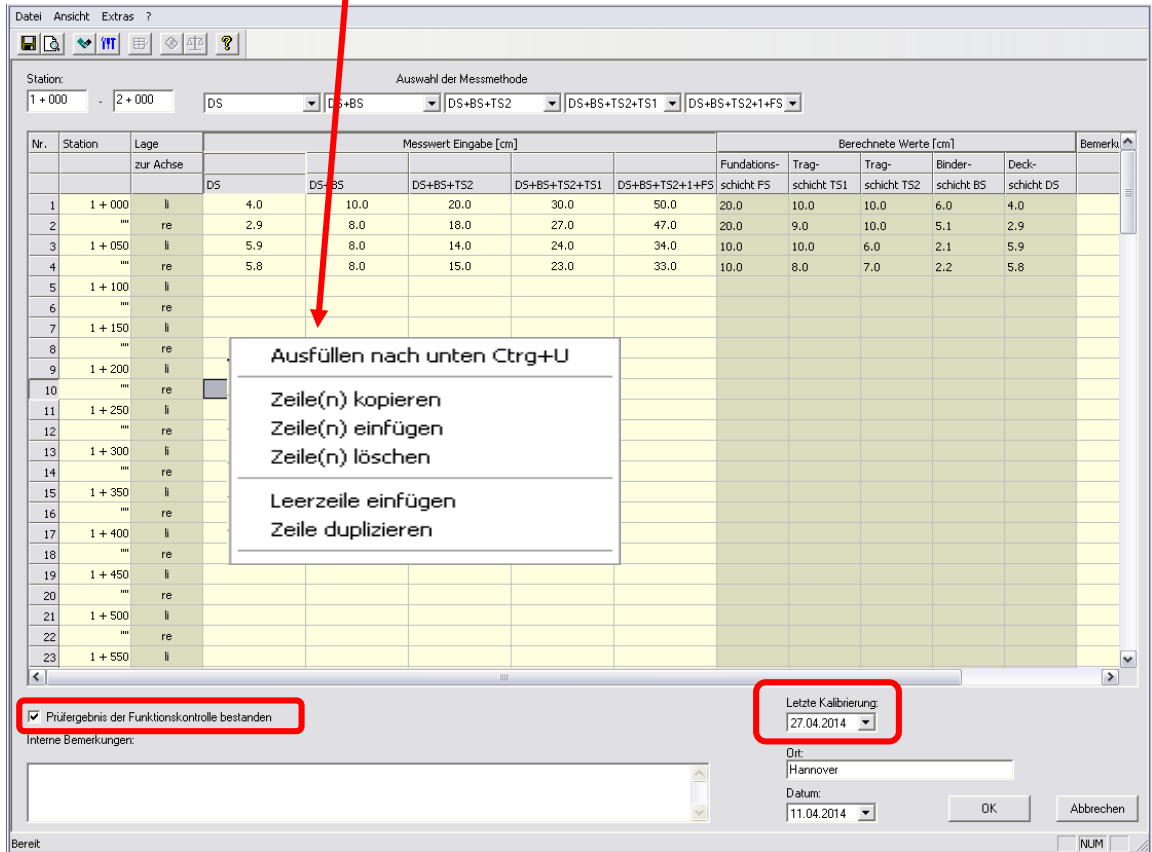 Datei Ansicht Extras ?
Station: Auswahl der Messmethode
1 + 000 - 2 + 000 DS DS+BS DS+BS+TS2 DS+BS+TS2+TS1 DS+BS+TS2+1+FS
Nr. Station Lage Messwert Eingabe [cm] Berechnete Werte [cm]
zur Achse Fundations- Trag- Trag- Binder- Deck-
DS DS+BS DS+BS+TS2 DS+BS+TS2+TS1 DS+BS+TS2+1+FS schicht FS schicht TS1 schicht TS2 schicht BS schicht DS
1 1 + 000 li 4.0 10.0 20.0 30.0 50.0 20.0 10.0 10.0 6.0 4.0
2 "" re 2.9 8.0 18.0 27.0 47.0 20.0 9.0 10.0 5.1 2.9
3 1 + 050 li 5.9 8.0 14.0 24.0 34.0 10.0 10.0 6.0 2.1 5.9
4 "" re 5.8 8.0 15.0 23.0 33.0 10.0 8.0 7.0 2.2 5.8
5 1 + 100 li
6 "" re
7 1 + 150 li
8 "" re
9 1 + 200 li
10 "" re
11 1 + 250 li
12 "" re
13 1 + 300 li
14 "" re
15 1 + 350 li
16 "" re
17 1 + 400 li
18 "" re
19 1 + 450 li
20 "" re
21 1 + 500 li
22 "" re
23 1 + 550 li
Ausfüllen nach unten Ctrg+U
Zeile(n) kopieren
Zeile(n) einfügen
Zeile(n) löschen
Leerzeile einfügen
Zeile duplizieren
Prüfergebnis der Funktionskontrolle bestanden
Interne Bemerkungen:
Letzte Kalibrierung:
27.04.2014
Ort:
Hannover
Datum:
11.04.2014
OK Abbrechen
Bereit NUM